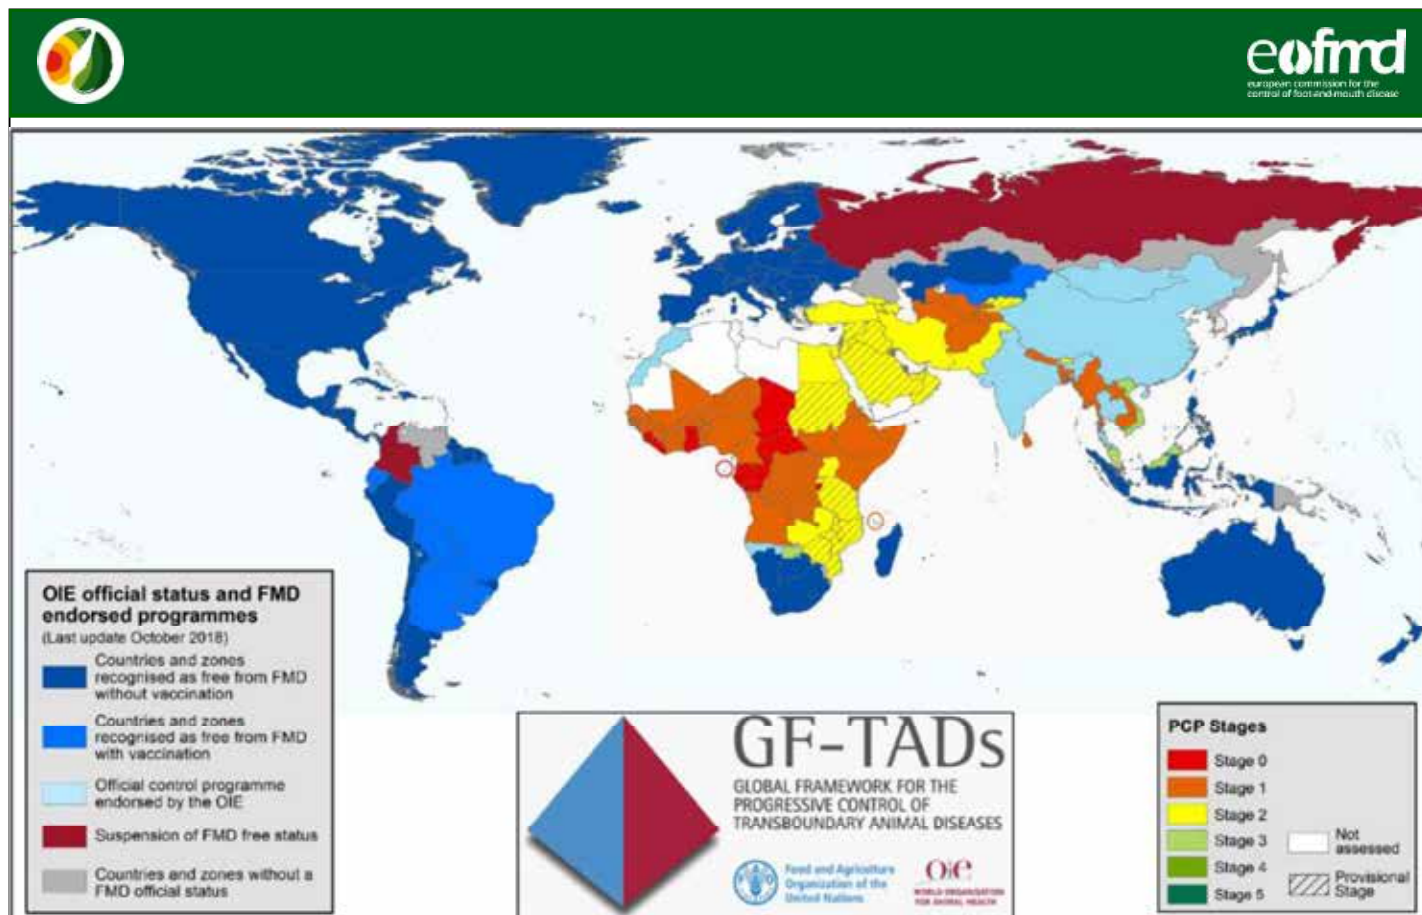 eofmd
european commission for the
control of foot-and-mouth disease
OIE official status and FMD
endorsed programmes
(Last update October 2018)
Countries and zones
recognised as free from FMD
without vaccination
Countries and zones
recognised as free from FMD
with vaccination
Official control programme
endorsed by the OIE
Suspension of FMD free status
Countries and zones without a
FMD official status
GF-TADs
GLOBAL FRAMEWORK FOR THE
PROGRESSIVE CONTROL OF
TRANSBOUNDARY ANIMAL DISEASES
Food and Agriculture
Organization of the
United Nations
Oie
WORLD ORGANISATION
FOR ANIMAL HEALTH
PCP Stages
Stage 0
Stage 1
Stage 2
Stage 3
Stage 4
Stage 5
Not
assessed
Provisional
Stage